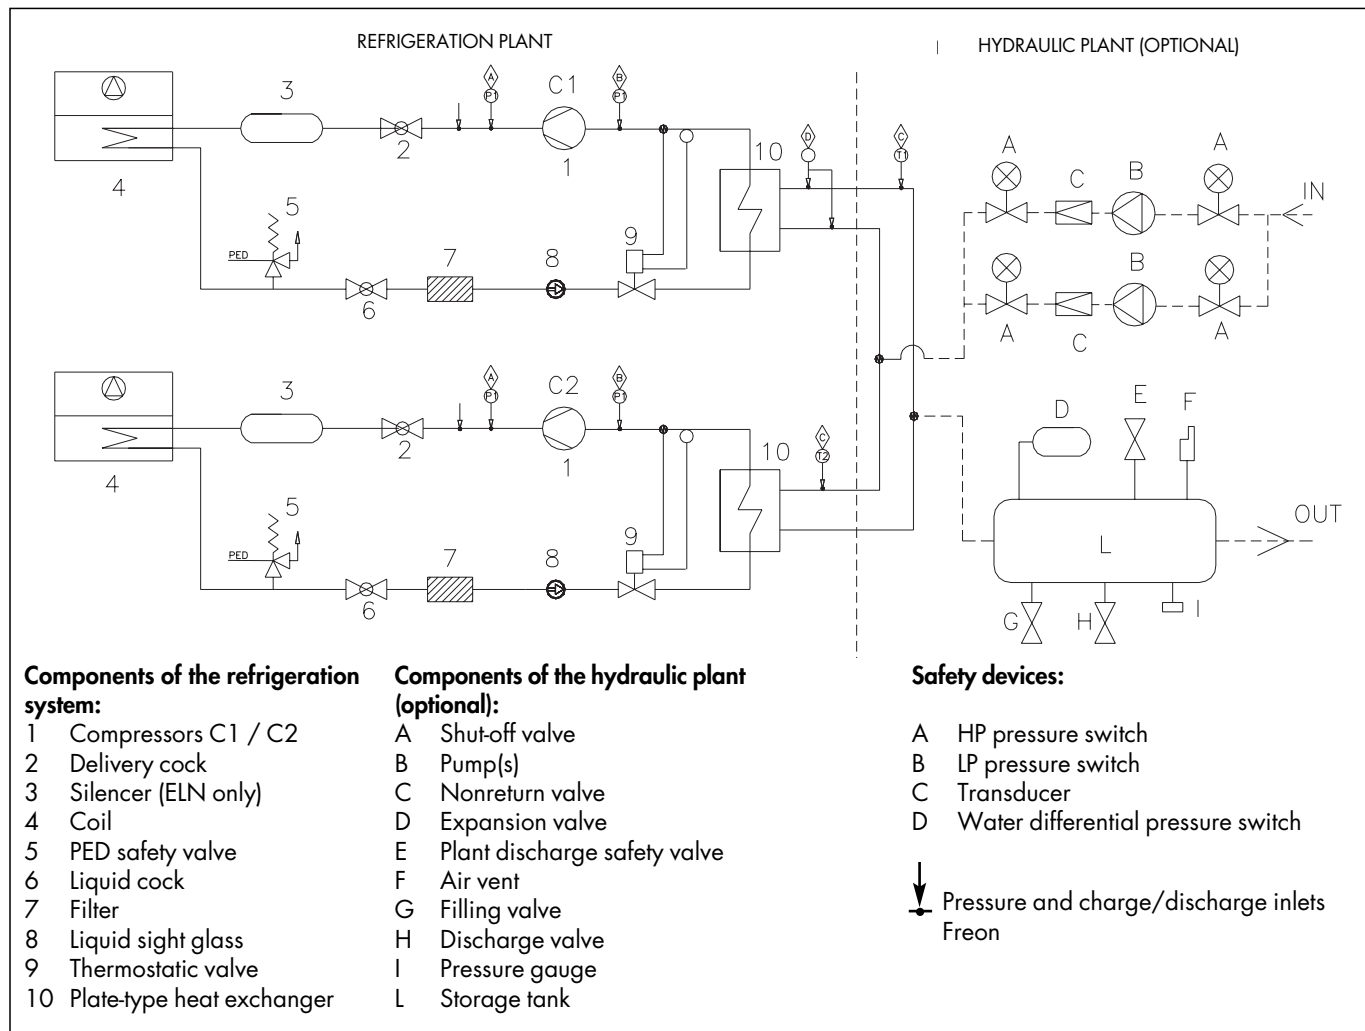 REFRIGERATION PLANT
| HYDRAULIC PLANT (OPTIONAL)
A
P1
B
P1
C1
3
2
1
4
5
PED
6
7
8
9
10
D
C
T1
A
C
B
A
IN
A
C
B
A
A
P1
B
P1
C2
3
2
1
4
5
PED
6
7
8
9
10
C
T2
D
E
F
L
OUT
G
H
I
Components of the refrigeration
system:
1 Compressors C1 / C2
2 Delivery cock
3 Silencer (ELN only)
4 Coil
5 PED safety valve
6 Liquid cock
7 Filter
8 Liquid sight glass
9 Thermostatic valve
10 Plate-type heat exchanger
Components of the hydraulic plant
(optional):
A Shut-off valve
B Pump(s)
C Nonreturn valve
D Expansion valve
E Plant discharge safety valve
F Air vent
G Filling valve
H Discharge valve
I Pressure gauge
L Storage tank
Safety devices:
A HP pressure switch
B LP pressure switch
C Transducer
D Water differential pressure switch
Pressure and charge/discharge inlets
Freon